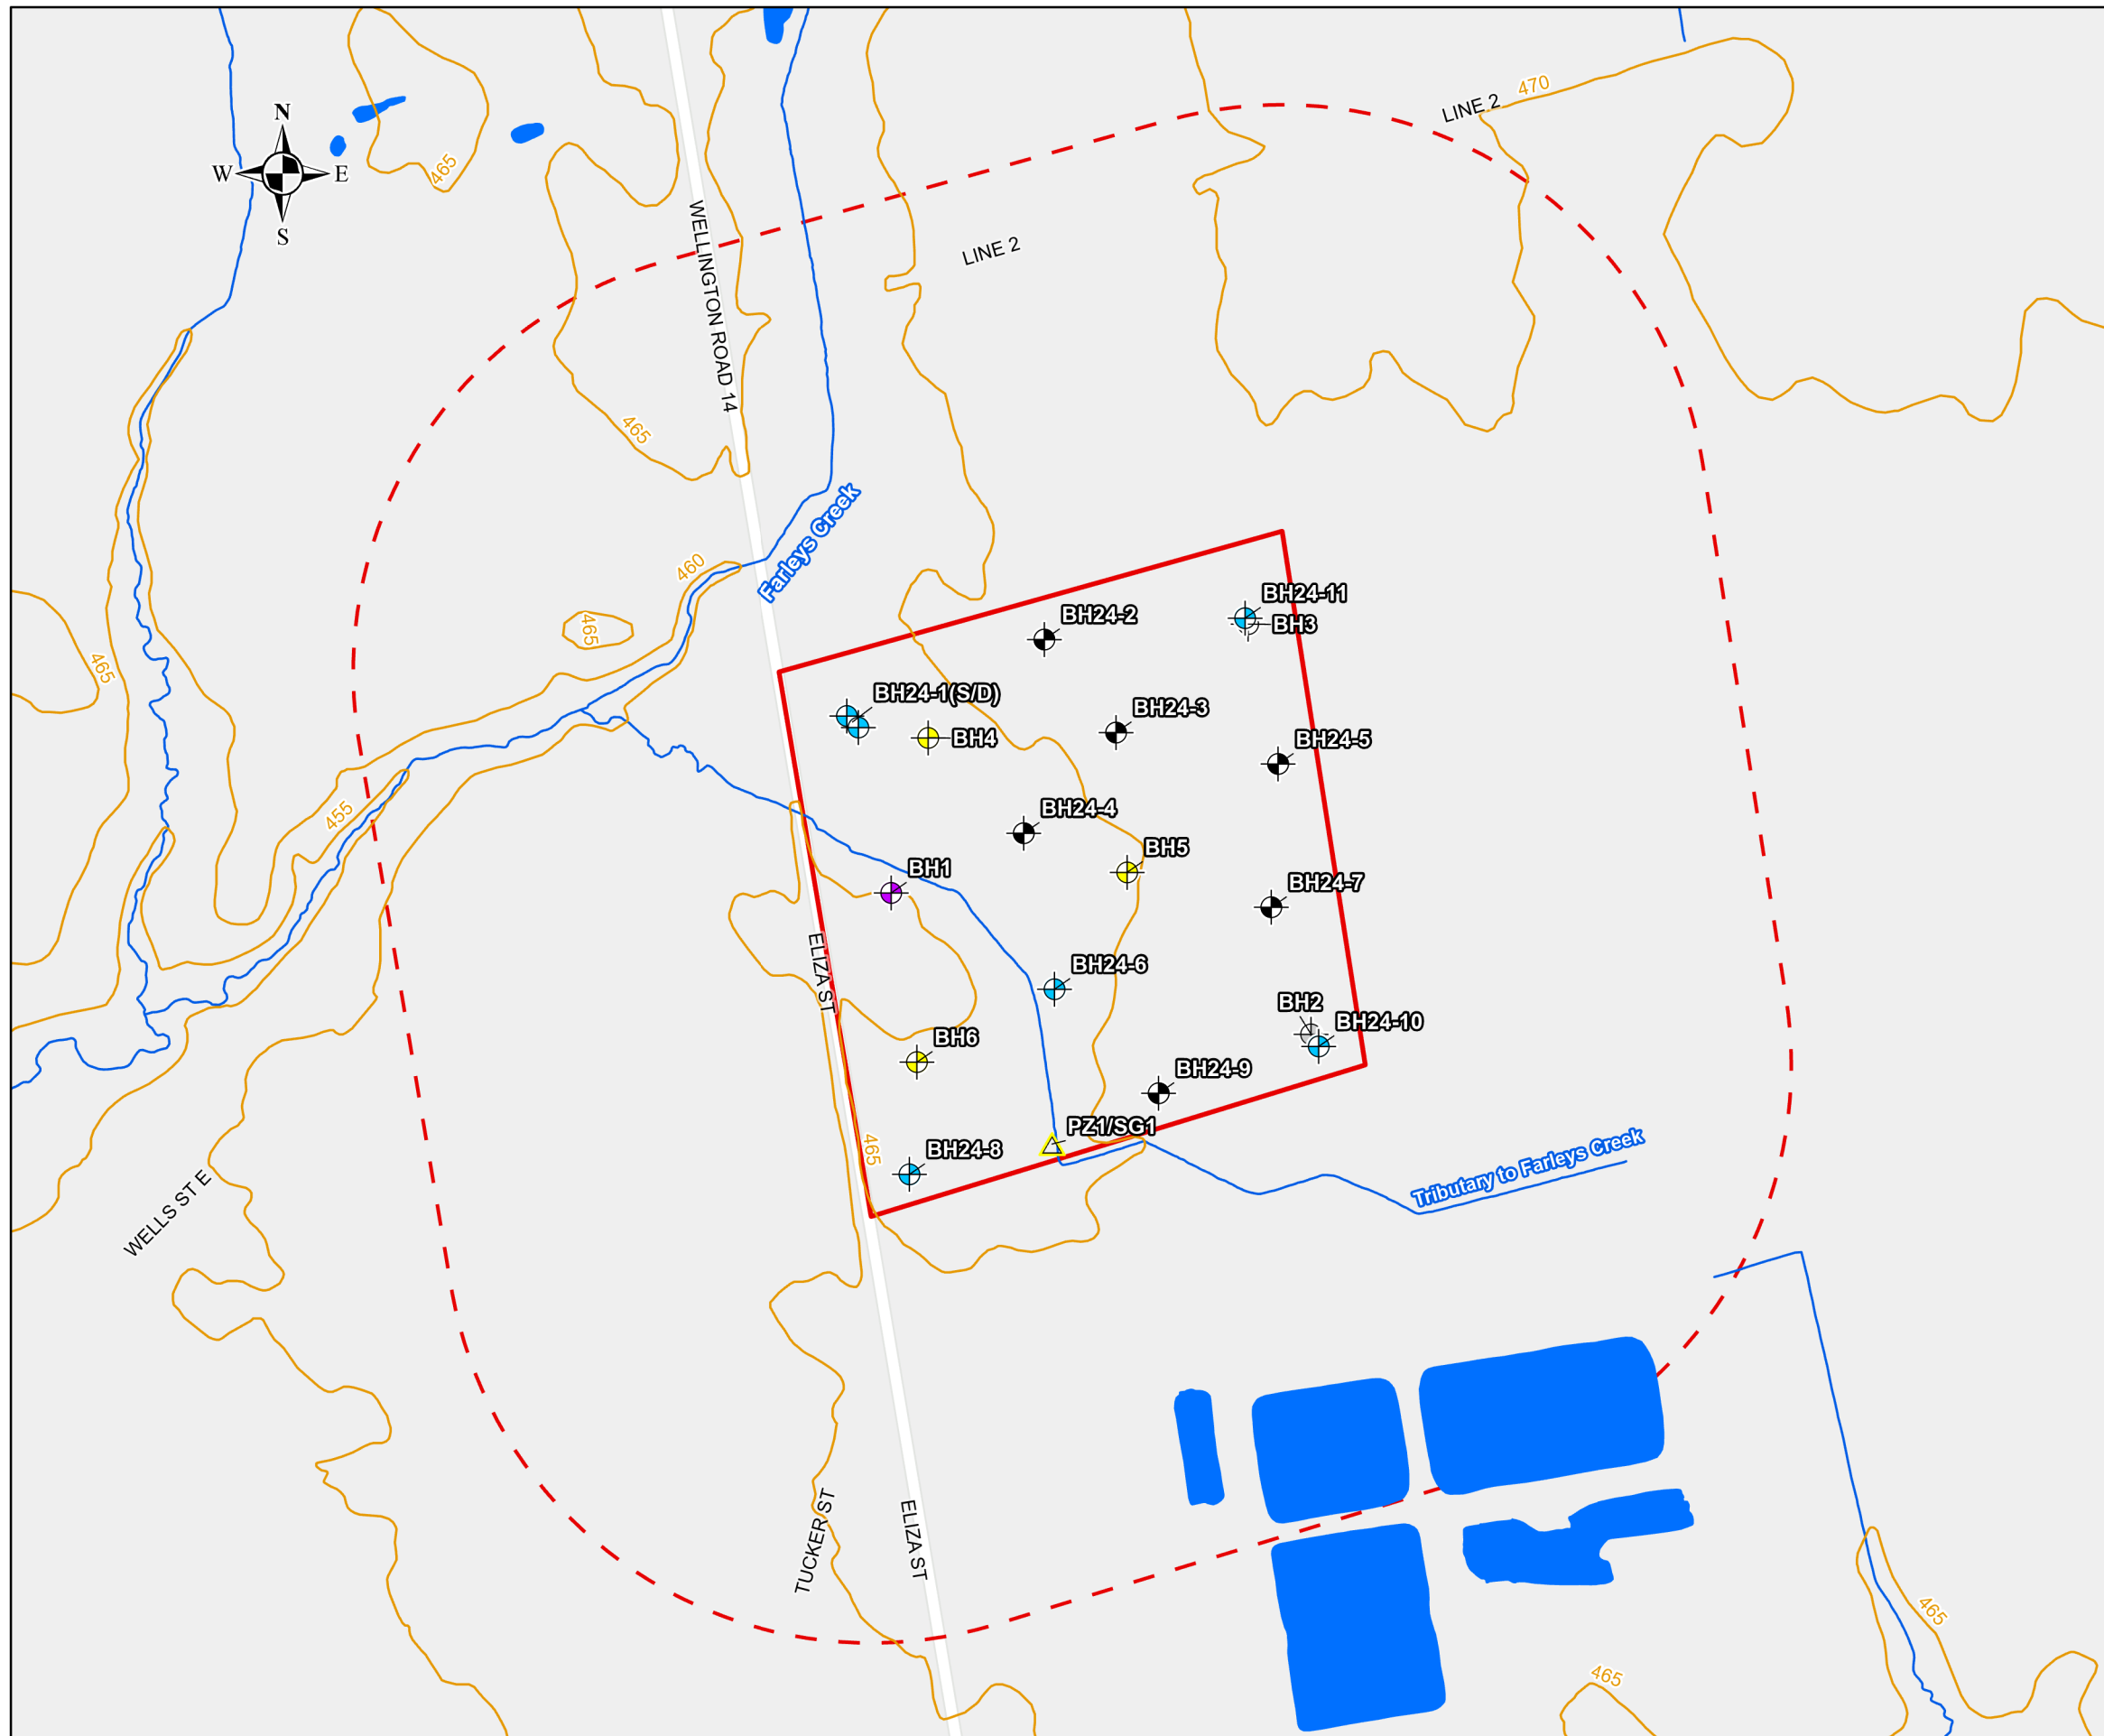 470
LINE 2
N
W E
S
465
WELLINGTON ROAD 14
LINE 2
465
Farleys Creek
460
BH24-11
BH3
BH24-2
465
465
BH24-1(S/D)
BH24-3
BH4
BH24-5
455
BH24-4
BH5
BH1
BH24-7
ELIZA ST
BH24-6
BH2
BH24-10
BH6
BH24-9
PZ1/SG1
465
BH24-8
Tributary to Farleys Creek
WELLS ST E
TUCKER ST
ELIZA ST
465
465